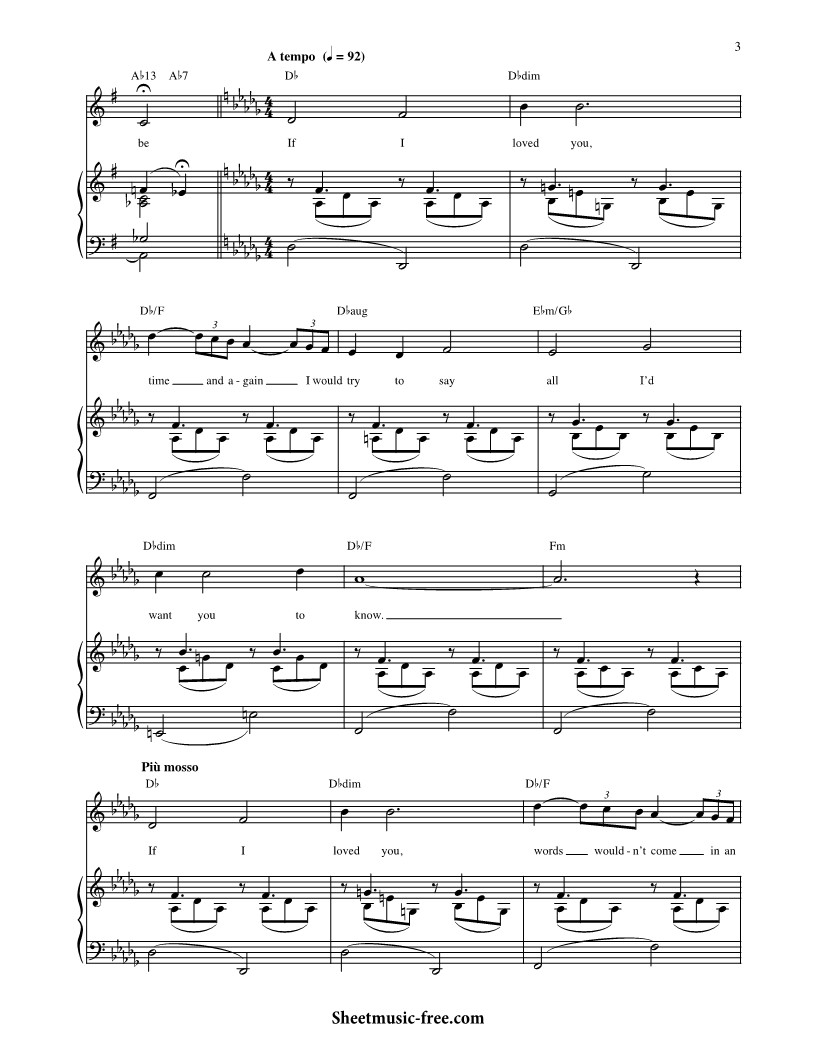 3
A tempo (♩ = 92)
A♭13 A♭7 D♭ D♭dim
be If I loved you,
D♭/F D♭aug E♭m/G♭
3 3
time and a - gain I would try to say all I'd
D♭dim D♭/F Fm
want you to know.
Più mosso
D♭ D♭dim D♭/F
3 3
If I loved you, words would - n't come in an
Sheetmusic-free.com